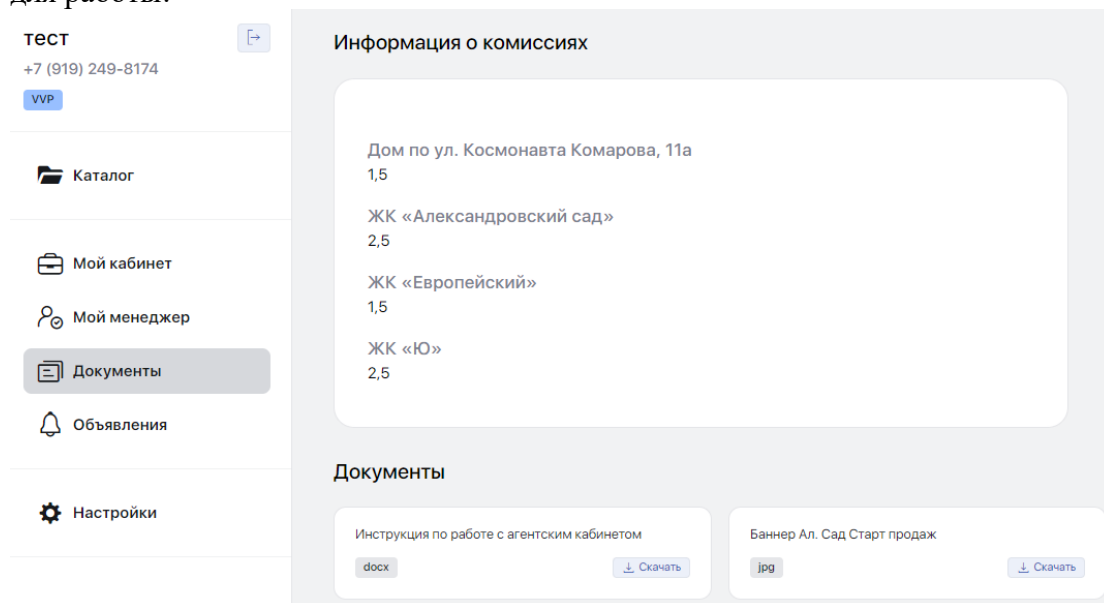 для работы.
тест
+7 (919) 249-8174
VVP
Каталог
Мой кабинет
Мой менеджер
Документы
Объявления
Настройки
Информация о комиссиях
Дом по ул. Космонавта Комарова, 11а
1,5
ЖК «Александровский сад»
2,5
ЖК «Европейский»
1,5
ЖК «Ю»
2,5
Документы
Инструкция по работе с агентским кабинетом
docx
Скачать
Баннер Ал. Сад Старт продаж
jpg
Скачать